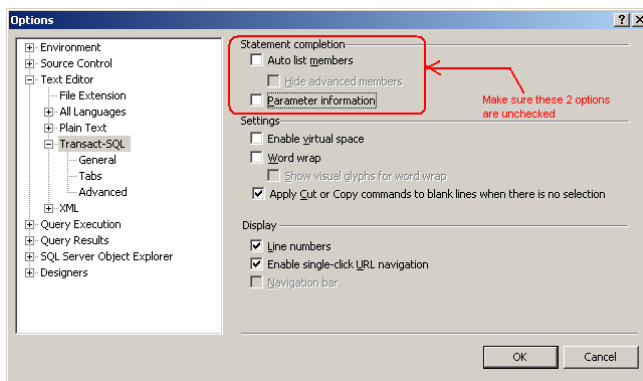 Options
Environment
Source Control
Text Editor
File Extension
All Languages
Plain Text
Transact-SQL
General
Tabs
Advanced
XML
Query Execution
Query Results
SQL Server Object Explorer
Designers
Statement completion
Auto list members
Hide advanced members
Parameter information
Make sure these 2 options
are unchecked
Settings
Enable virtual space
Word wrap
Show visual glyphs for word wrap
Apply Cut or Copy commands to blank lines when there is no selection
Display
Line numbers
Enable single-click URL navigation
Navigation bar
OK
Cancel